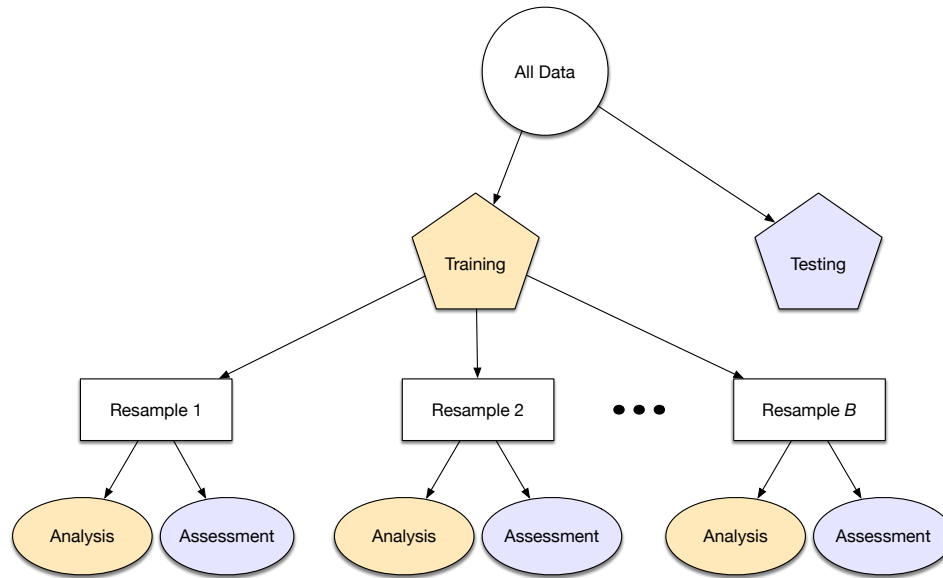 All Data
Training
Testing
Resample 1
Resample 2
Resample B
Analysis
Assessment
Analysis
Assessment
Analysis
Assessment